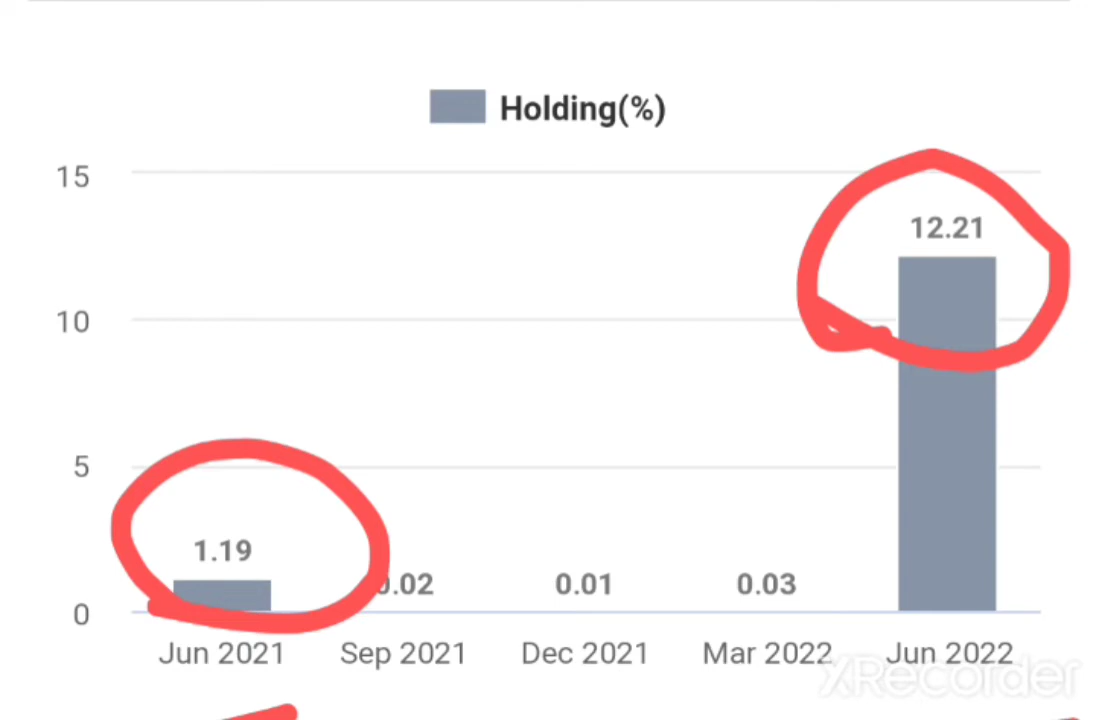 Holding(%)
15
12.21
10
5
1.19
0.02
0.01
0.03
0
Jun 2021
Sep 2021
Dec 2021
Mar 2022
Jun 2022
XRecorder